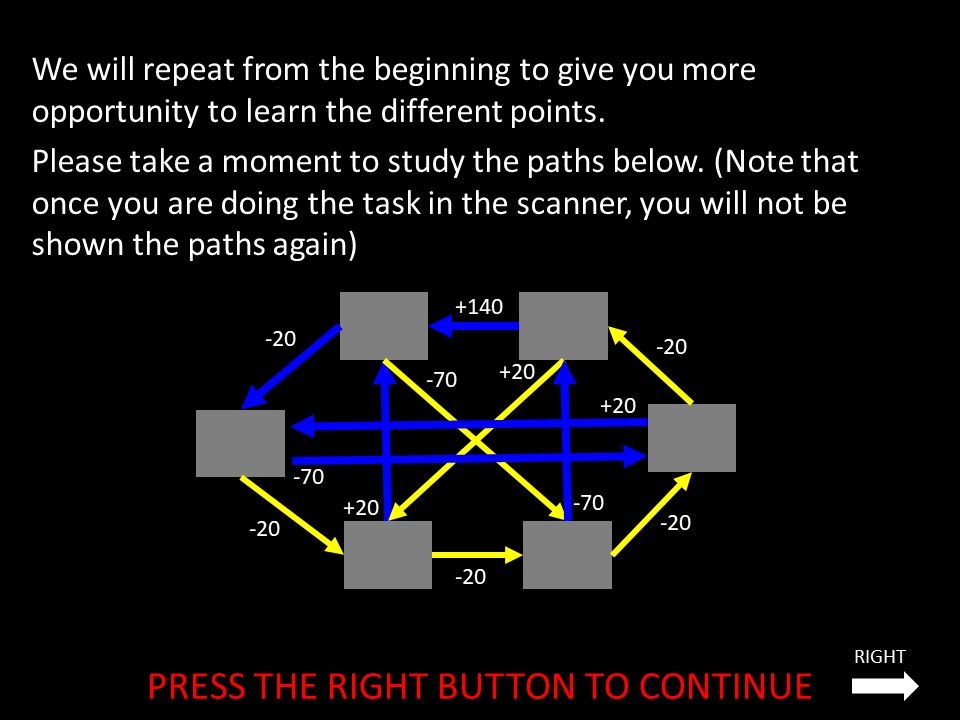 We will repeat from the beginning to give you more
opportunity to learn the different points.
Please take a moment to study the paths below. (Note that
once you are doing the task in the scanner, you will not be
shown the paths again)
+140
-20
-20
-70
+20
+20
-70
+20
-70
-20
-20
-20
RIGHT
PRESS THE RIGHT BUTTON TO CONTINUE